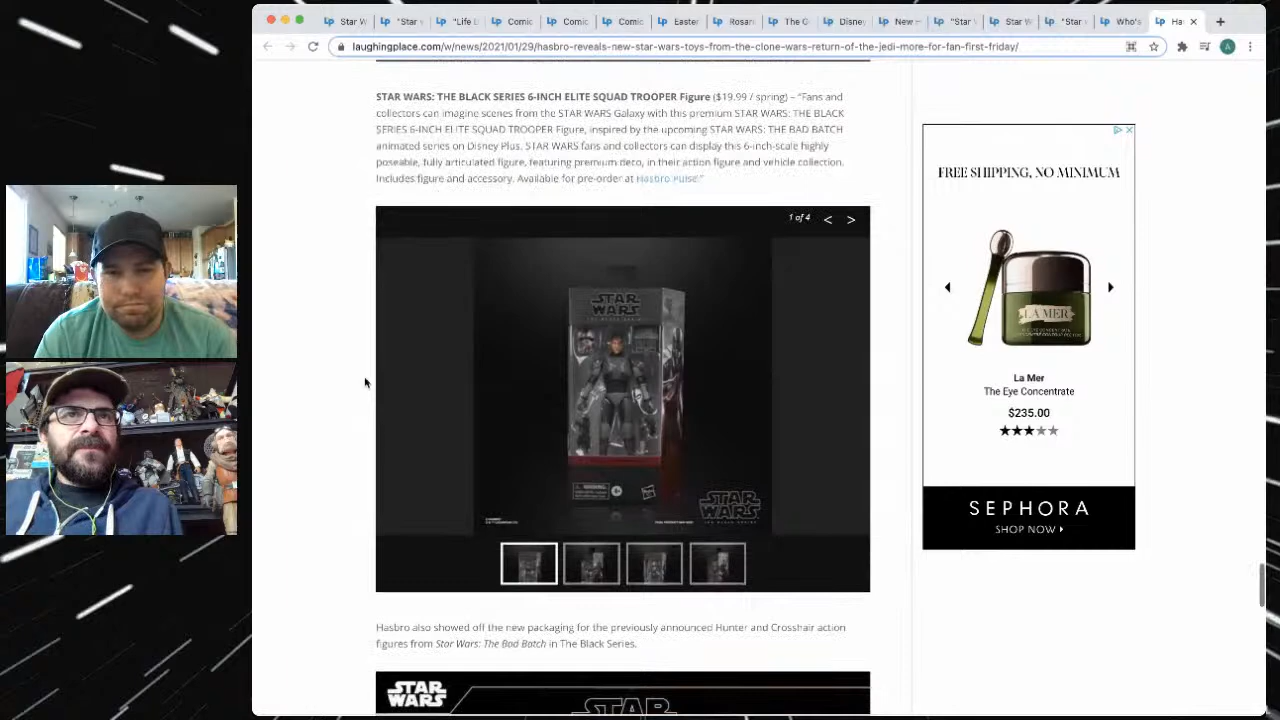 Star W
"Star
"Life D
Comic
Comic
Comic
Easter
Rosar
The G
Disney
New H
"Star W
Star W
"Star
Who's
Ha
laughingplace.com/w/news/2021/01/29/hasbro-reveals-new-star-wars-toys-from-the-clone-wars-return-of-the-jedi-more-for-fan-first-friday/
STAR WARS: THE BLACK SERIES 6-INCH ELITE SQUAD TROOPER Figure ($19.99 / spring) – "Fans and
collectors can imagine scenes from the STAR WARS Galaxy with this premium STAR WARS: THE BLACK
SERIES 6-INCH ELITE SQUAD TROOPER Figure, inspired by the upcoming STAR WARS: THE BAD BATCH
animated series on Disney Plus. STAR WARS fans and collectors can display this 6-inch-scale highly
poseable, fully articulated figure, featuring premium deco, in their action figure and vehicle collection.
Includes figure and accessory. Available for pre-order at Hasbro Pulse."
1 of 4 < >
STAR
WARS
STAR
WARS
FREE SHIPPING, NO MINIMUM
LA MER
La Mer
The Eye Concentrate
$235.00
SEPHORA
SHOP NOW
Hasbro also showed off the new packaging for the previously announced Hunter and Crosshair action
figures from Star Wars: The Bad Batch in The Black Series.
STAR
WARS
STAR